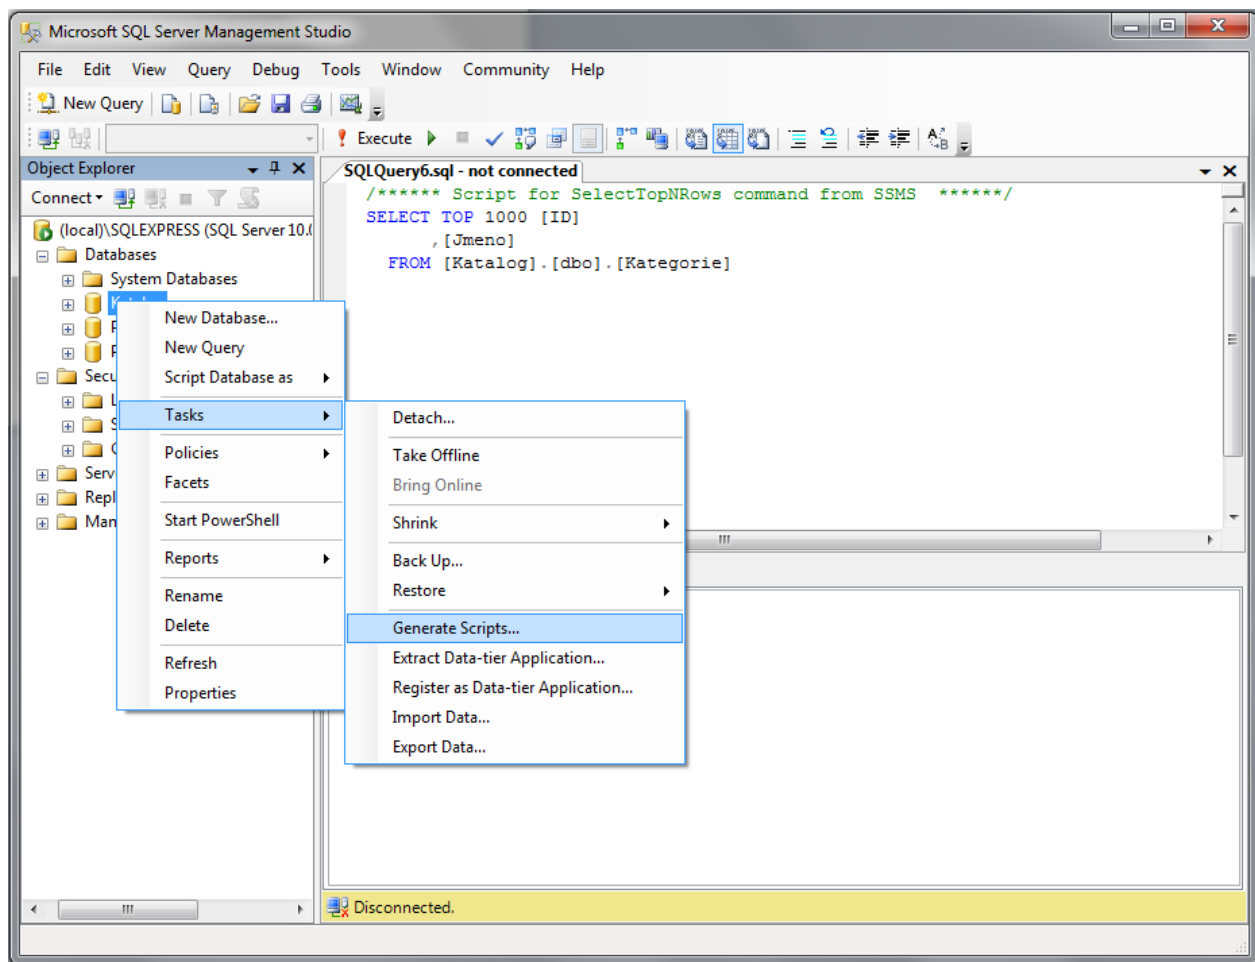 Microsoft SQL Server Management Studio
File Edit View Query Debug Tools Window Community Help
New Query
Execute
Object Explorer
Connect
(local)\SQLEXPRESS (SQL Server 10.0
Databases
System Databases
Secu
Serv
Repl
Man
SQLQuery6.sql - not connected
/****** Script for SelectTopNRows command from SSMS ******/
SELECT TOP 1000 [ID]
,[Jmeno]
FROM [Katalog].[dbo].[Kategorie]
New Database...
New Query
Script Database as
Tasks
Policies
Facets
Start PowerShell
Reports
Rename
Delete
Refresh
Properties
Detach...
Take Offline
Bring Online
Shrink
Back Up...
Restore
Generate Scripts...
Extract Data-tier Application...
Register as Data-tier Application...
Import Data...
Export Data...
Disconnected.